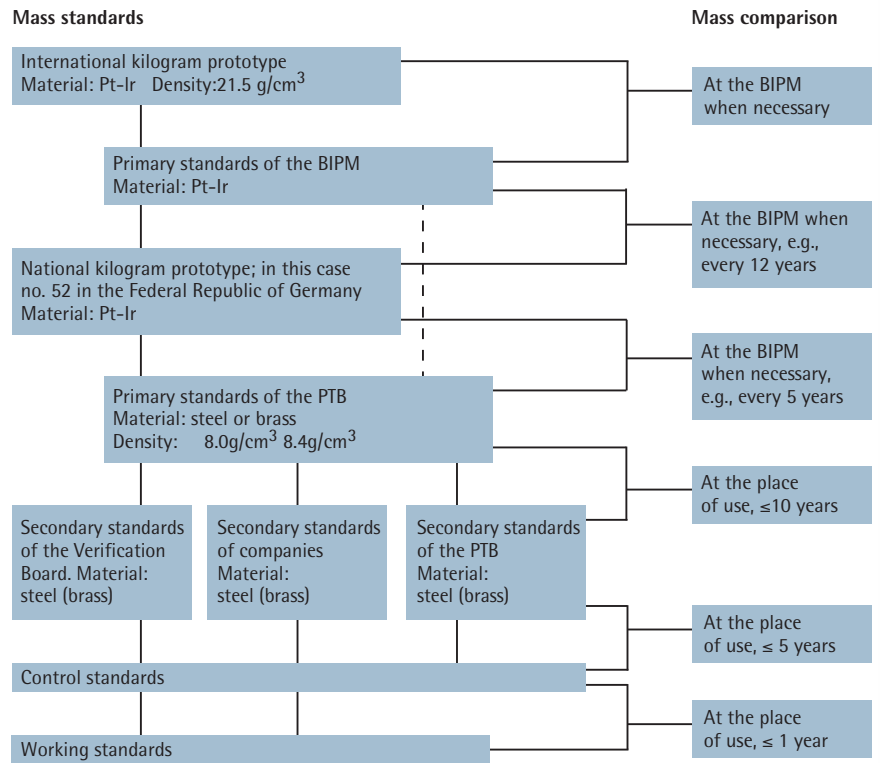 Mass standards
Mass comparison
International kilogram prototype
Material: Pt-Ir Density:21.5 g/cm³
At the BIPM
when necessary
Primary standards of the BIPM
Material: Pt-Ir
At the BIPM when
necessary, e.g.,
every 12 years
National kilogram prototype; in this case
no. 52 in the Federal Republic of Germany
Material: Pt-Ir
At the BIPM
when necessary,
e.g., every 5 years
Primary standards of the PTB
Material: steel or brass
Density: 8.0g/cm³ 8.4g/cm³
At the place
of use, ≤10 years
Secondary standards
of the Verification
Board. Material:
steel (brass)
Secondary standards
of companies
Material:
steel (brass)
Secondary standards
of the PTB
Material:
steel (brass)
At the place
of use, ≤ 5 years
Control standards
At the place
of use, ≤ 1 year
Working standards